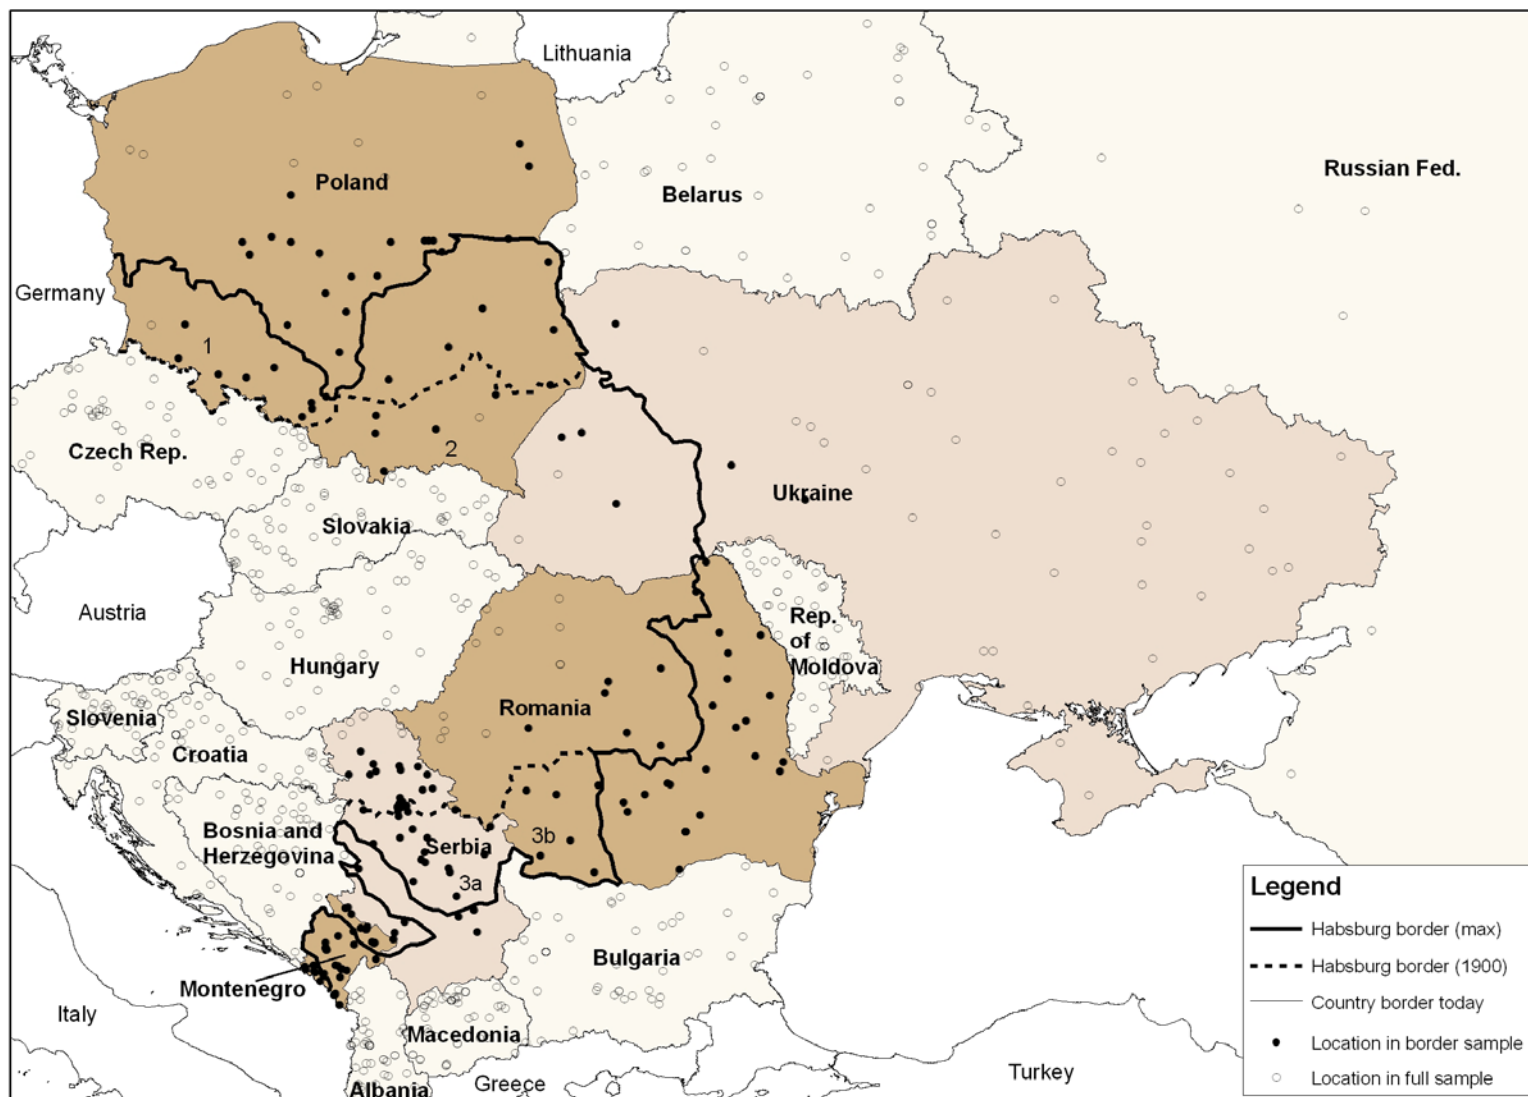 Lithuania
Russian Fed.
Poland
Belarus
Germany
1
2
Czech Rep.
Ukraine
Slovakia
Austria
Rep.
of
Moldova
Hungary
Romania
Slovenia
Croatia
Bosnia and
Herzegovina
Serbia
3b
3a
Bulgaria
Montenegro
Italy
Macedonia
Albania
Greece
Turkey
Legend
Habsburg border (max)
Habsburg border (1900)
Country border today
Location in border sample
Location in full sample